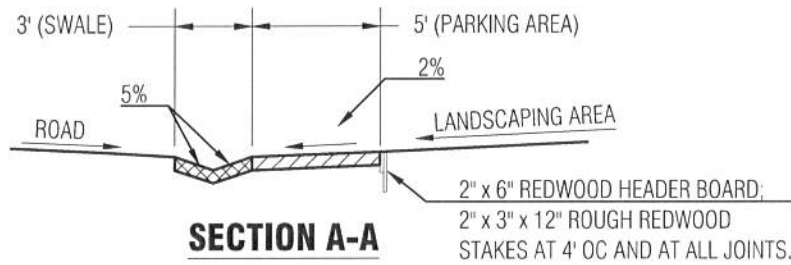 3' (SWALE)
5' (PARKING AREA)
2%
5%
ROAD
LANDSCAPING AREA
2" x 6" REDWOOD HEADER BOARD;
2" x 3" x 12" ROUGH REDWOOD
STAKES AT 4' OC AND AT ALL JOINTS.
SECTION A-A